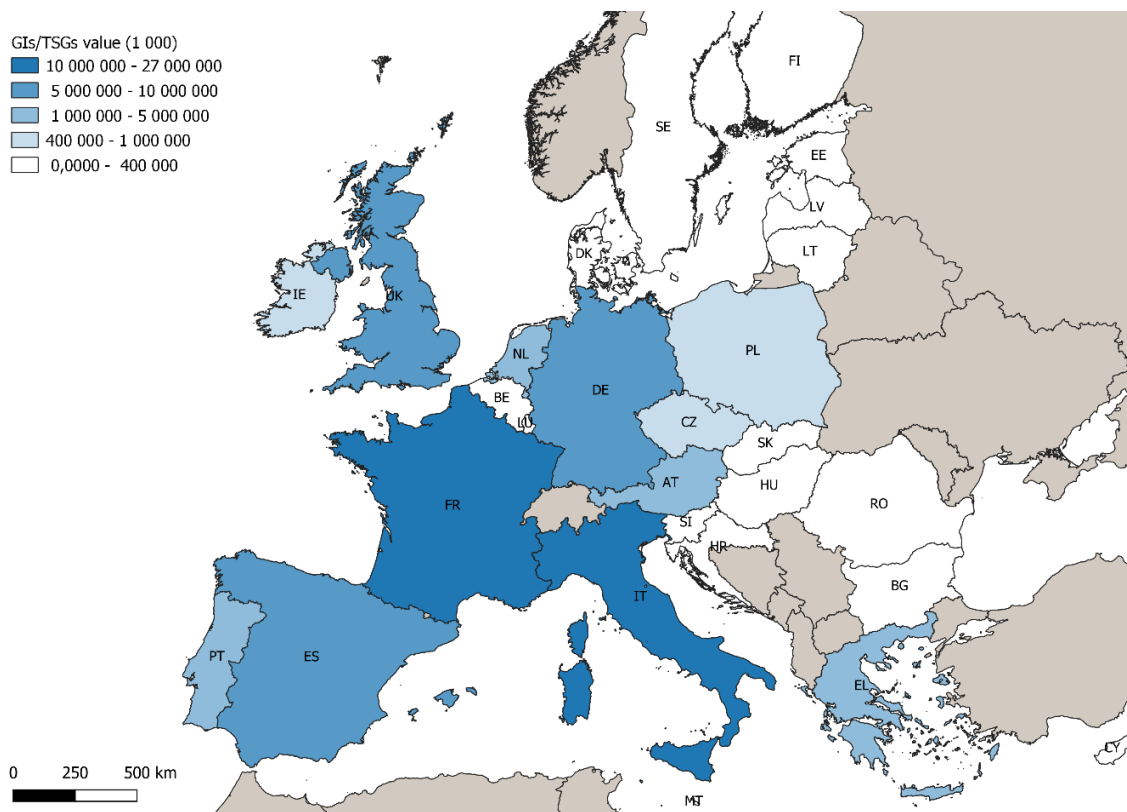 GIs/TSGs value (1 000)
10 000 000 - 27 000 000
5 000 000 - 10 000 000
1 000 000 - 5 000 000
400 000 - 1 000 000
0,0000 - 400 000
FI
SE
EE
LV
LT
DK
IE
UK
NL
PL
BE
DE
LU
CZ
SK
AT
HU
FR
RO
SI
HR
BG
IT
PT
ES
EL
CY
MT
0 250 500 km